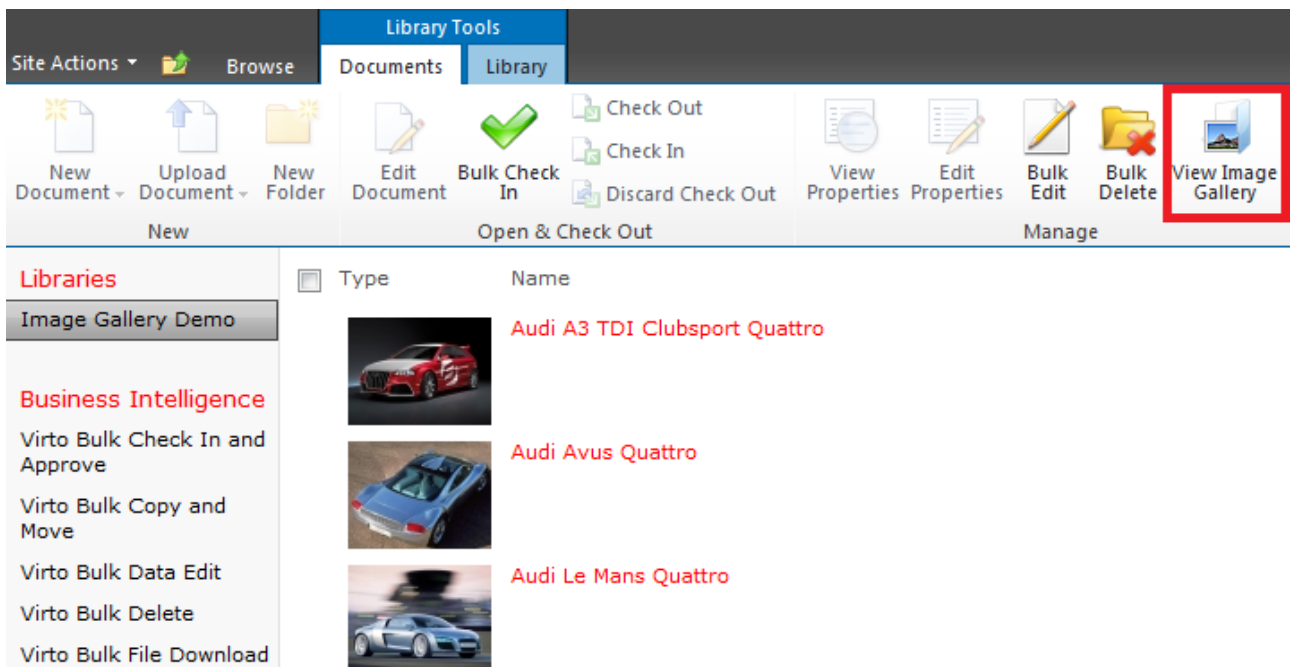 Library Tools
Site Actions Browse Documents Library
New Document
Upload Document
New Folder
Edit Document
Bulk Check In
Check Out
Check In
Discard Check Out
View Properties
Edit Properties
Bulk Edit
Bulk Delete
View Image Gallery
New
Open & Check Out
Manage
Libraries
Image Gallery Demo
Business Intelligence
Virto Bulk Check In and
Approve
Virto Bulk Copy and
Move
Virto Bulk Data Edit
Virto Bulk Delete
Virto Bulk File Download
Type Name
Audi A3 TDI Clubsport Quattro
Audi Avus Quattro
Audi Le Mans Quattro